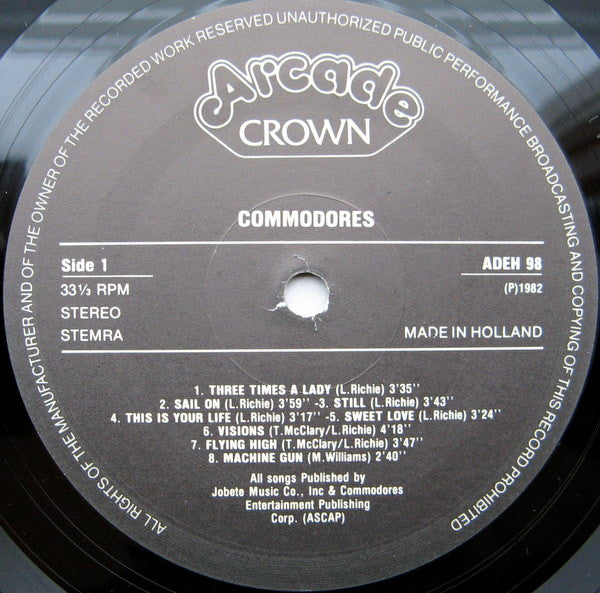 ALL RIGHTS OF THE MANUFACTURER AND OF THE OWNER OF THE RECORDED WORK RESERVED UNAUTHORIZED PUBLIC PERFORMANCE BROADCASTING AND COPYING OF THIS RECORD PROHIBITED
Arcade
CROWN
COMMODORES
Side 1
ADEH 98
33⅓ RPM
(P)1982
STEREO
STEMRA
MADE IN HOLLAND
1. THREE TIMES A LADY (L.Richie) 3'35''
2. SAIL ON (L.Richie) 3'59'' -3. STILL (L.Richie) 3'43''
4. THIS IS YOUR LIFE (L.Richie) 3'17'' -5. SWEET LOVE (L.Richie) 3'24''
6. VISIONS (T.McClary/L.Richie) 4'18''
7. FLYING HIGH (T.McClary/L.Richie) 3'47''
8. MACHINE GUN (M.Williams) 2'40''
All songs Published by
Jobete Music Co., Inc & Commodores
Entertainment Publishing
Corp. (ASCAP)